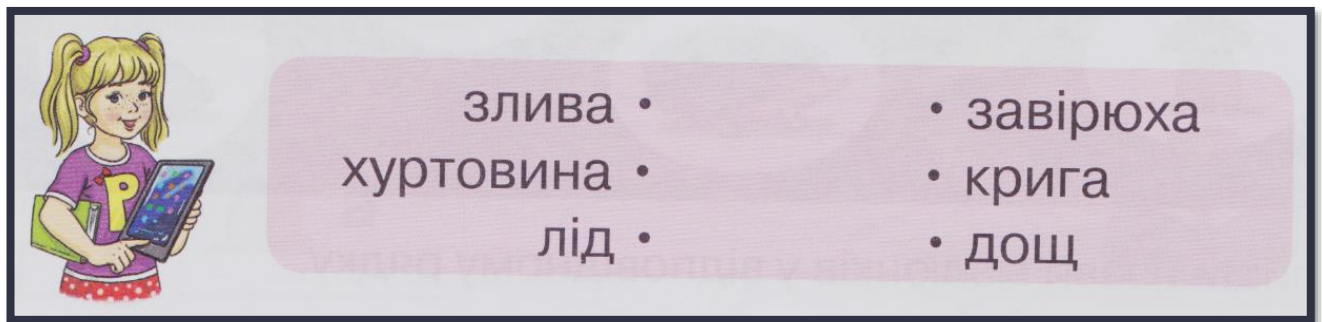 злива • • завірюха
хуртовина • • крига
лід • • дощ
Р